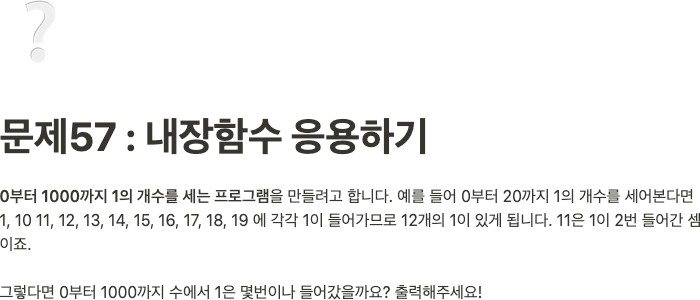 ?
문제57 : 내장함수 응용하기
0부터 1000까지 1의 개수를 세는 프로그램을 만들려고 합니다. 예를 들어 0부터 20까지 1의 개수를 세어본다면
1, 10 11, 12, 13, 14, 15, 16, 17, 18, 19 에 각각 1이 들어가므로 12개의 1이 있게 됩니다. 11은 1이 2번 들어간 셈
이죠.
그렇다면 0부터 1000까지 수에서 1은 몇번이나 들어갔을까요? 출력해주세요!